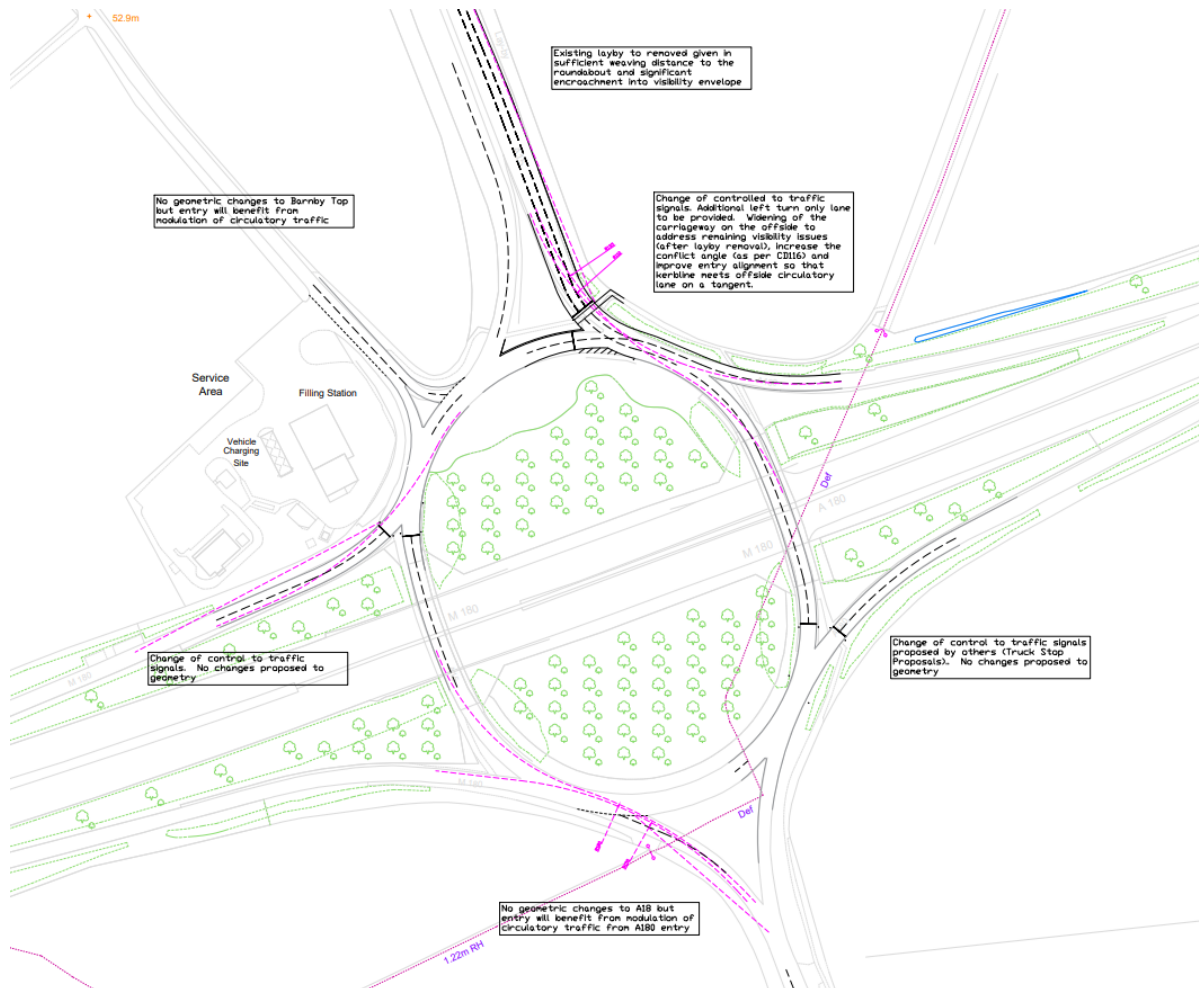 52.9m
Layby
Existing layby to removed given in
sufficient weaving distance to the
roundabout and significant
encroachment into visibility envelope
No geometric changes to Barnby Top
but entry will benefit from
modulation of circulatory traffic
Change of controlled to traffic
signals. Additional left turn only lane
to be provided. Widening of the
carriageway on the offside to
address remaining visibility issues
(after layby removal), increase the
conflict angle (as per CD116) and
improve entry alignment so that
kerbline meets offside circulatory
lane on a tangent.
Service
Area
Filling Station
Vehicle
Charging
Site
Def
A 180
M 180
M 180
Change of control to traffic
signals. No changes proposed to
geometry
M 180
Change of control to traffic signals
proposed by others (Truck Stop
Proposals). No changes proposed to
geometry
M 180
Def
No geometric changes to A18 but
entry will benefit from modulation of
circulatory traffic from A180 entry
1.22m RH